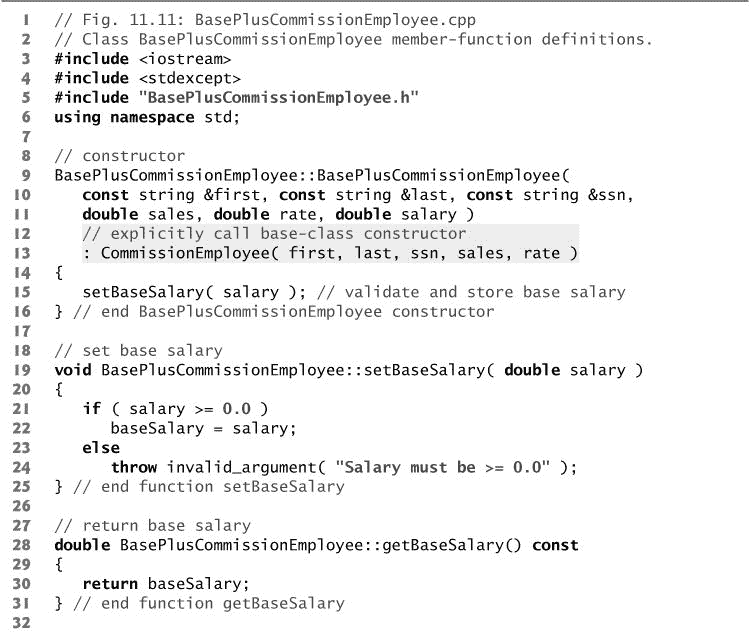 1 // Fig. 11.11: BasePlusCommissionEmployee.cpp
2 // Class BasePlusCommissionEmployee member-function definitions.
3 #include <iostream>
4 #include <stdexcept>
5 #include "BasePlusCommissionEmployee.h"
6 using namespace std;
7
8 // constructor
9 BasePlusCommissionEmployee::BasePlusCommissionEmployee(
10    const string &first, const string &last, const string &ssn,
11    double sales, double rate, double salary )
12    // explicitly call base-class constructor
13    : CommissionEmployee( first, last, ssn, sales, rate )
14 {
15    setBaseSalary( salary ); // validate and store base salary
16 } // end BasePlusCommissionEmployee constructor
17
18 // set base salary
19 void BasePlusCommissionEmployee::setBaseSalary( double salary )
20 {
21    if ( salary >= 0.0 )
22       baseSalary = salary;
23    else
24       throw invalid_argument( "Salary must be >= 0.0" );
25 } // end function setBaseSalary
26
27 // return base salary
28 double BasePlusCommissionEmployee::getBaseSalary() const
29 {
30    return baseSalary;
31 } // end function getBaseSalary
32